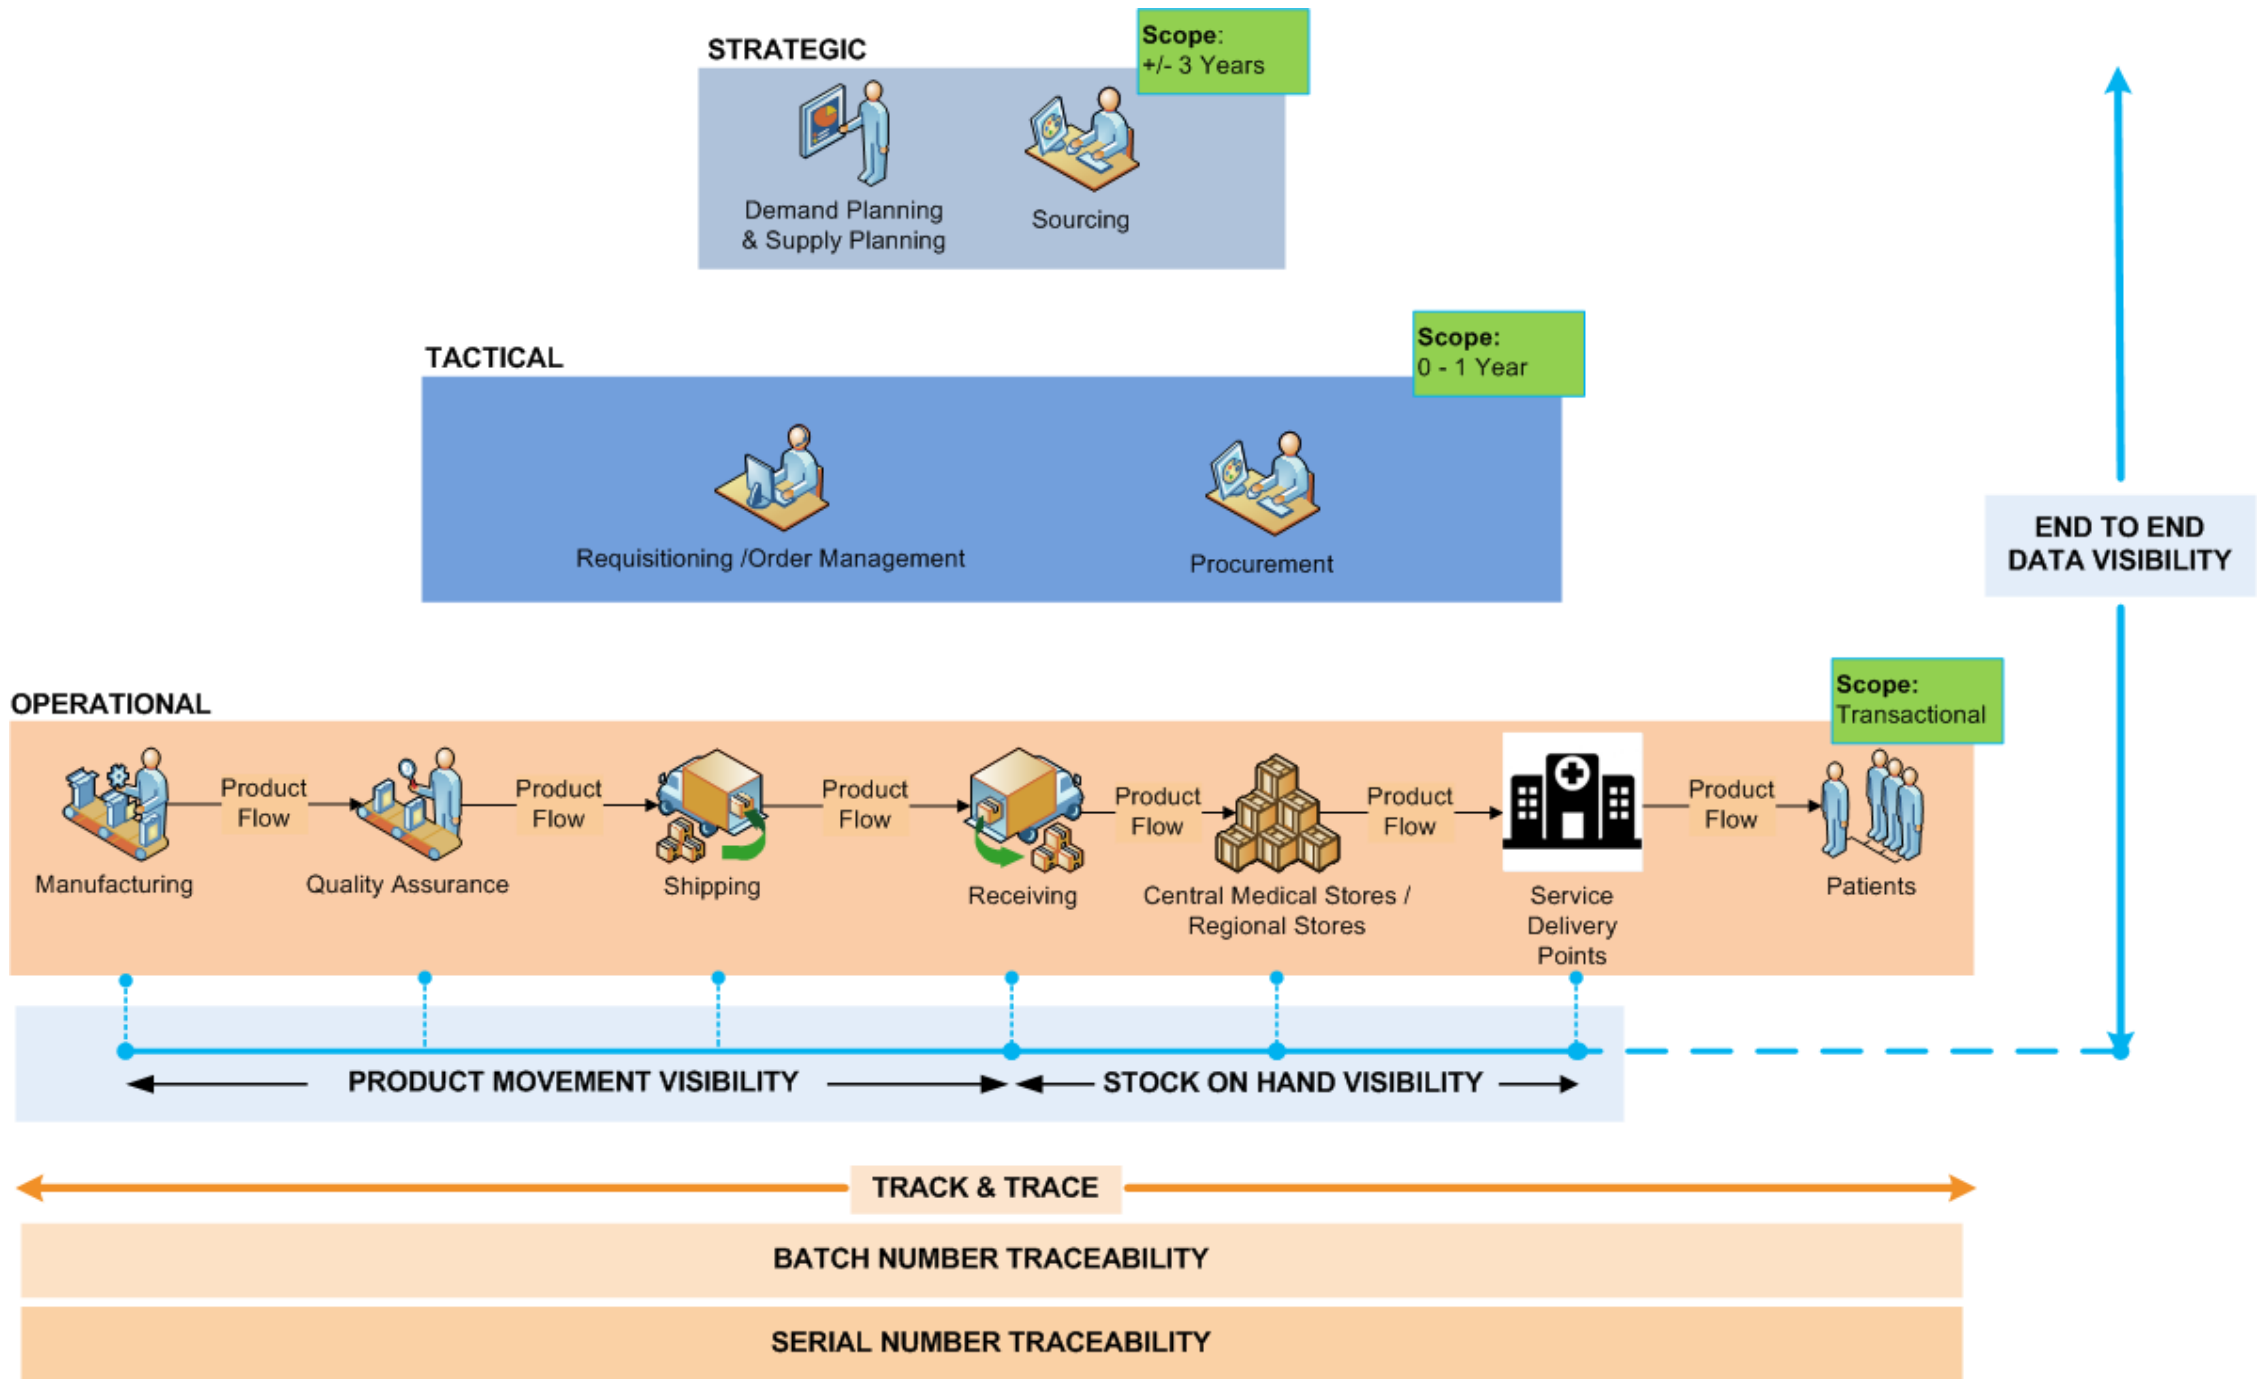 STRATEGIC
Scope:
+/- 3 Years
Demand Planning
& Supply Planning
Sourcing
TACTICAL
Scope:
0 - 1 Year
Requisitioning /Order Management
Procurement
END TO END
DATA VISIBILITY
OPERATIONAL
Scope:
Transactional
Product
Flow
Product
Flow
Product
Flow
Product
Flow
Product
Flow
Product
Flow
Manufacturing
Quality Assurance
Shipping
Receiving
Central Medical Stores /
Regional Stores
Service
Delivery
Points
Patients
PRODUCT MOVEMENT VISIBILITY
STOCK ON HAND VISIBILITY
TRACK & TRACE
BATCH NUMBER TRACEABILITY
SERIAL NUMBER TRACEABILITY